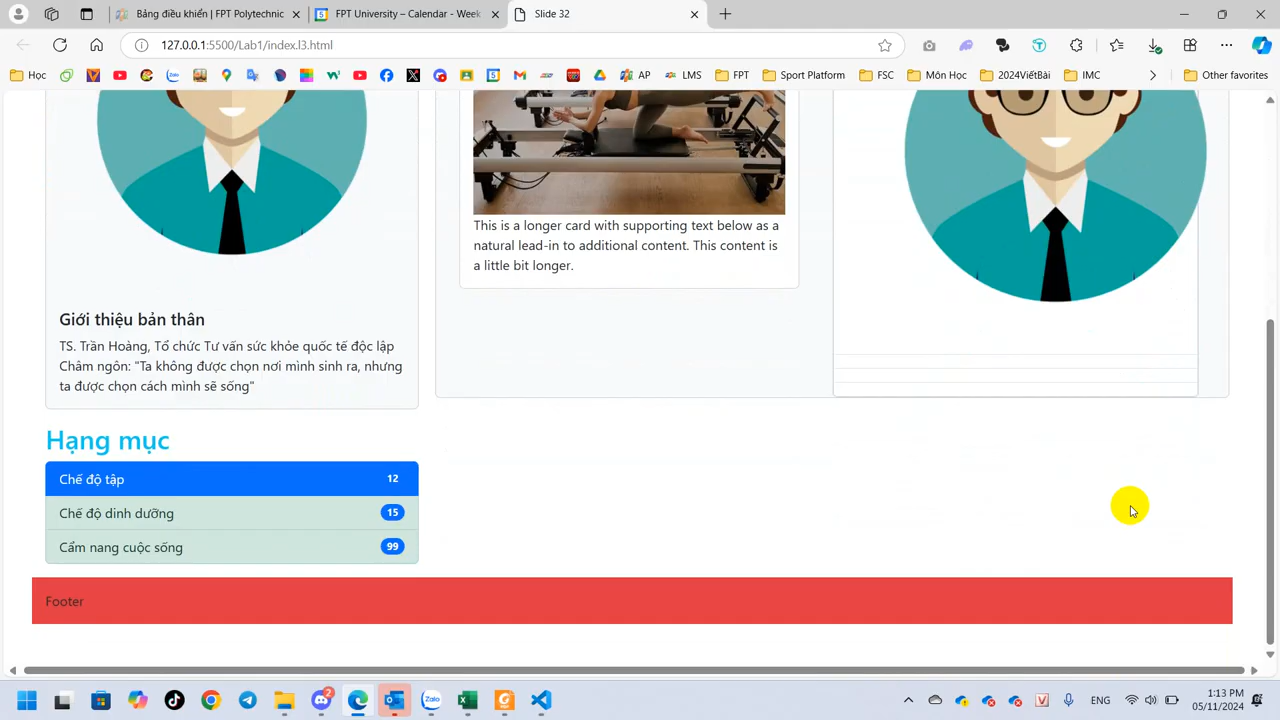 Bảng điều khiển | FPT Polytechnic
FPT University – Calendar - Week
Slide 32
127.0.0.1:5500/Lab1/indexl3.html
Học
AP
LMS
FPT
Sport Platform
FSC
Môn Học
2024ViếtBài
IMC
Other favorites
This is a longer card with supporting text below as a
natural lead-in to additional content. This content is
a little bit longer.
Giới thiệu bản thân
TS. Trần Hoàng, Tổ chức Tư vấn sức khỏe quốc tế độc lập
Châm ngôn: "Ta không được chọn nơi mình sinh ra, nhưng
ta được chọn cách mình sẽ sống"
Hạng mục
Chế độ tập 12
Chế độ dinh dưỡng 15
Cẩm nang cuộc sống 99
Footer
2
Zalo
ENG
1:13 PM
05/11/2024